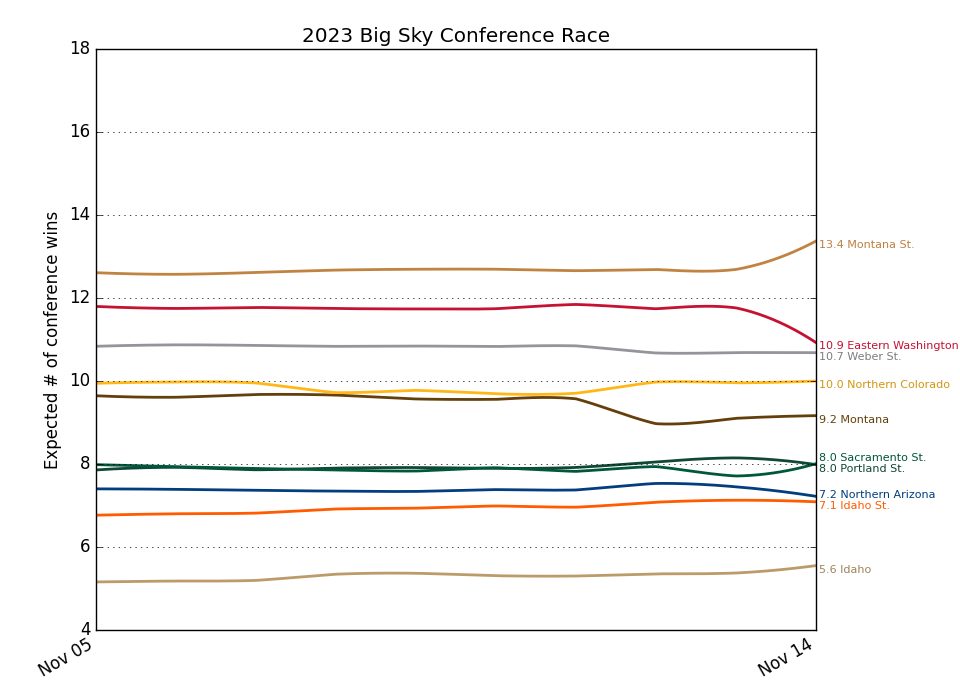 2023 Big Sky Conference Race
Expected # of conference wins
18
16
14
12
10
8
6
4
13.4 Montana St.
10.9 Eastern Washington
10.7 Weber St.
10.0 Northern Colorado
9.2 Montana
8.0 Sacramento St.
8.0 Portland St.
7.2 Northern Arizona
7.1 Idaho St.
5.6 Idaho
Nov 05
Nov 14